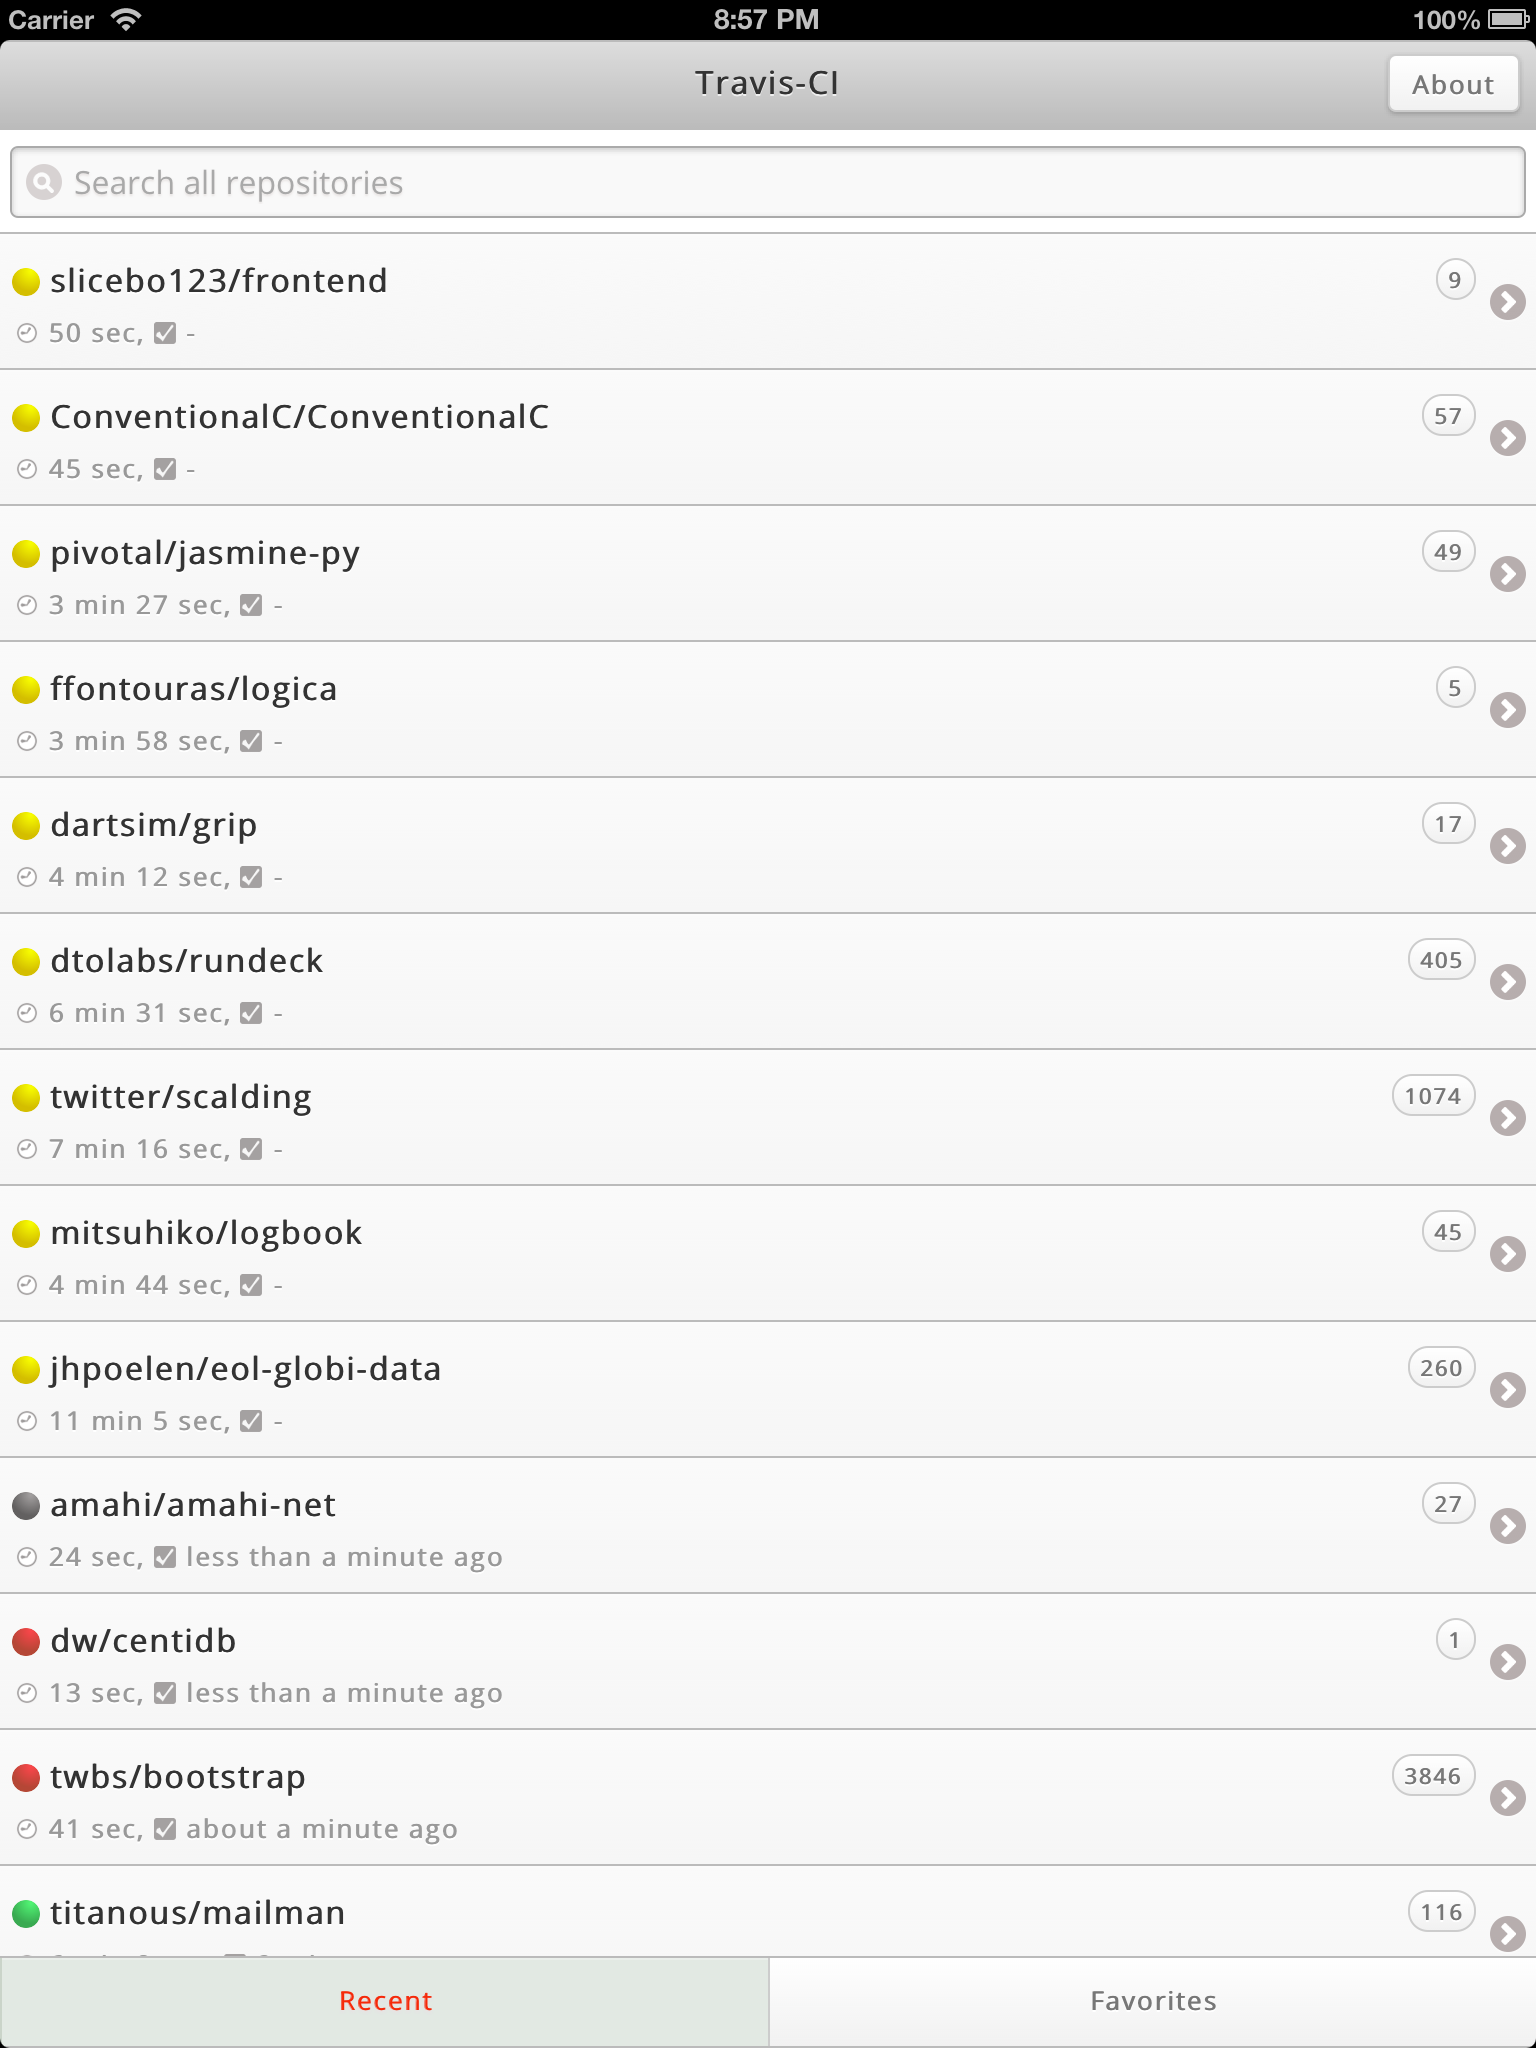 Carrier 8:57 PM 100%
Travis-CI About
Search all repositories
slicebo123/frontend 9
50 sec, -
ConventionalC/ConventionalC 57
45 sec, -
pivotal/jasmine-py 49
3 min 27 sec, -
ffontouras/logica 5
3 min 58 sec, -
dartsim/grip 17
4 min 12 sec, -
dtolabs/rundeck 405
6 min 31 sec, -
twitter/scalding 1074
7 min 16 sec, -
mitsuhiko/logbook 45
4 min 44 sec, -
jhpoelen/eol-globi-data 260
11 min 5 sec, -
amahi/amahi-net 27
24 sec, less than a minute ago
dw/centidb 1
13 sec, less than a minute ago
twbs/bootstrap 3846
41 sec, about a minute ago
titanous/mailman 116
Recent Favorites